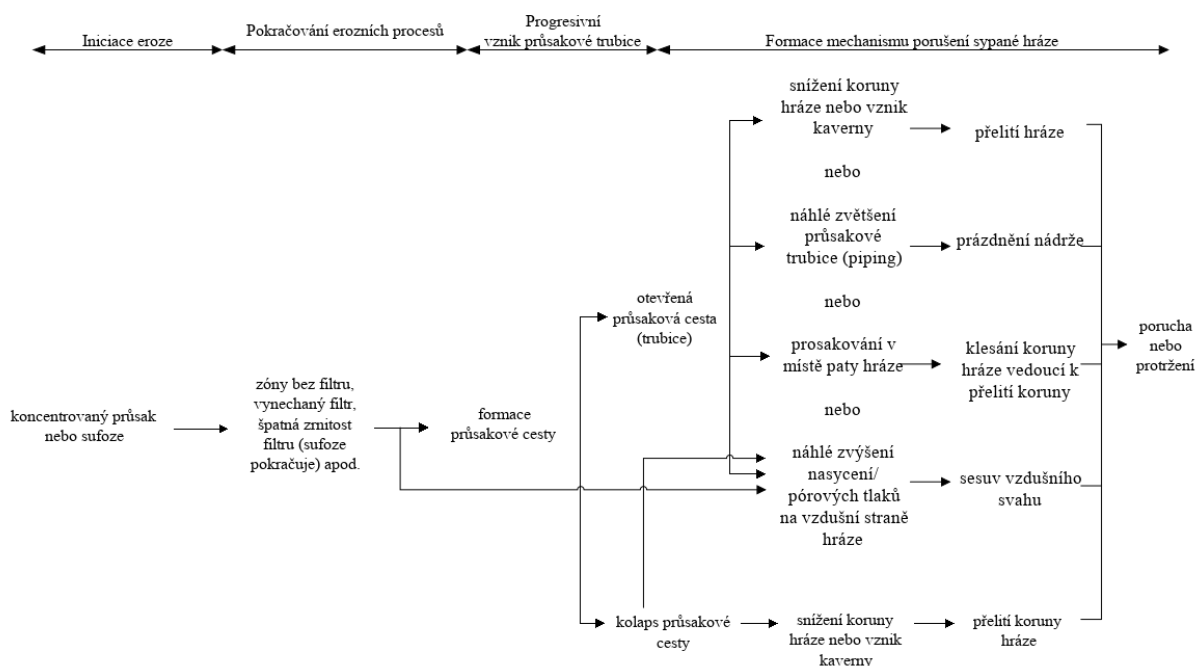 Iniciace eroze
Pokračování erozních procesů
Progresivní
vznik průsakové trubice
Formace mechanismu porušení sypané hráze
koncentrovaný průsak
nebo sufoze
zóny bez filtru,
vynechaný filtr,
špatná zrnitost
filtru (sufoze
pokračuje) apod.
formace
průsakové cesty
otevřená
průsaková cesta
(trubice)
kolaps průsakové
cesty
snížení koruny
hráze nebo vznik
kaverny
přelití hráze
nebo
náhlé zvětšení
průsakové
trubice (piping)
prázdnění nádrže
nebo
prosakování v
místě paty hráze
klesání koruny
hráze vedoucí k
přelití koruny
nebo
náhlé zvýšení
nasycení/
pórových tlaků
na vzdušní straně
hráze
sesuv vzdušního
svahu
snížení koruny
hráze nebo vznik
kaverny
přelití koruny
hráze
porucha
nebo
protržení